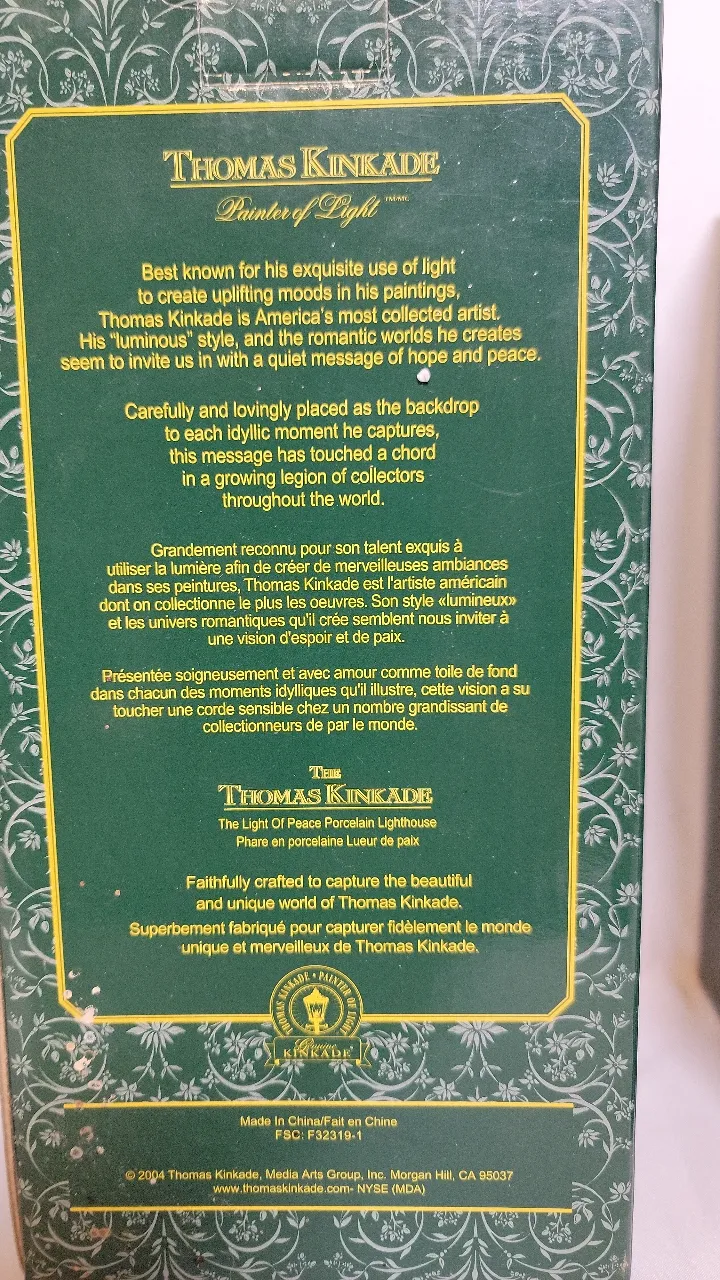 THOMAS KINKADE
Painter of Light ™/MC
Best known for his exquisite use of light
to create uplifting moods in his paintings,
Thomas Kinkade is America's most collected artist.
His "luminous" style, and the romantic worlds he creates
seem to invite us in with a quiet message of hope and peace.
Carefully and lovingly placed as the backdrop
to each idyllic moment he captures,
this message has touched a chord
in a growing legion of collectors
throughout the world.
Grandement reconnu pour son talent exquis à
utiliser la lumière afin de créer de merveilleuses ambiances
dans ses peintures, Thomas Kinkade est l'artiste américain
dont on collectionne le plus les oeuvres. Son style «lumineux»
et les univers romantiques qu'il crée semblent nous inviter à
une vision d'espoir et de paix.
Présentée soigneusement et avec amour comme toile de fond
dans chacun des moments idylliques qu'il illustre, cette vision a su
toucher une corde sensible chez un nombre grandissant de
collectionneurs de par le monde.
THE
THOMAS KINKADE
The Light Of Peace Porcelain Lighthouse
Phare en porcelaine Lueur de paix
Faithfully crafted to capture the beautiful
and unique world of Thomas Kinkade.
Superbement fabriqué pour capturer fidèlement le monde
unique et merveilleux de Thomas Kinkade.
THOMAS KINKADE • PAINTER OF LIGHT
Genuine
KINKADE
Made In China/Fait en Chine
FSC: F32319-1
© 2004 Thomas Kinkade, Media Arts Group, Inc. Morgan Hill, CA 95037
www.thomaskinkade.com- NYSE (MDA)